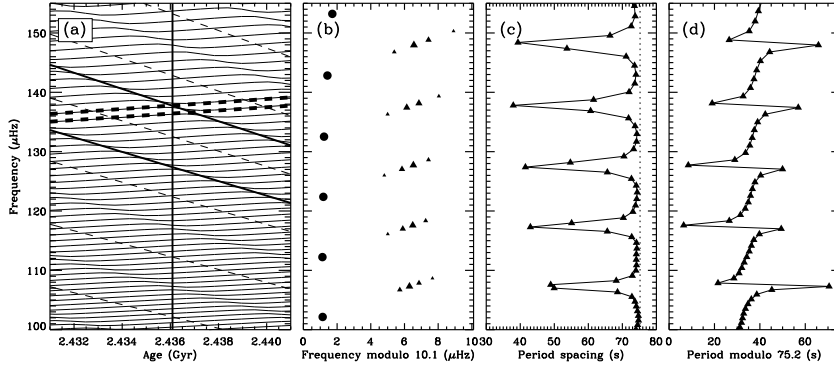 (a)
(b)
(c)
(d)
150
140
130
120
110
100
Frequency (μHz)
2.432 2.434 2.436 2.438 2.440
Age (Gyr)
0 2 4 6 8 10
Frequency modulo 10.1 (μHz)
30 40 50 60 70 80
Period spacing (s)
0 20 40 60
Period modulo 75.2 (s)